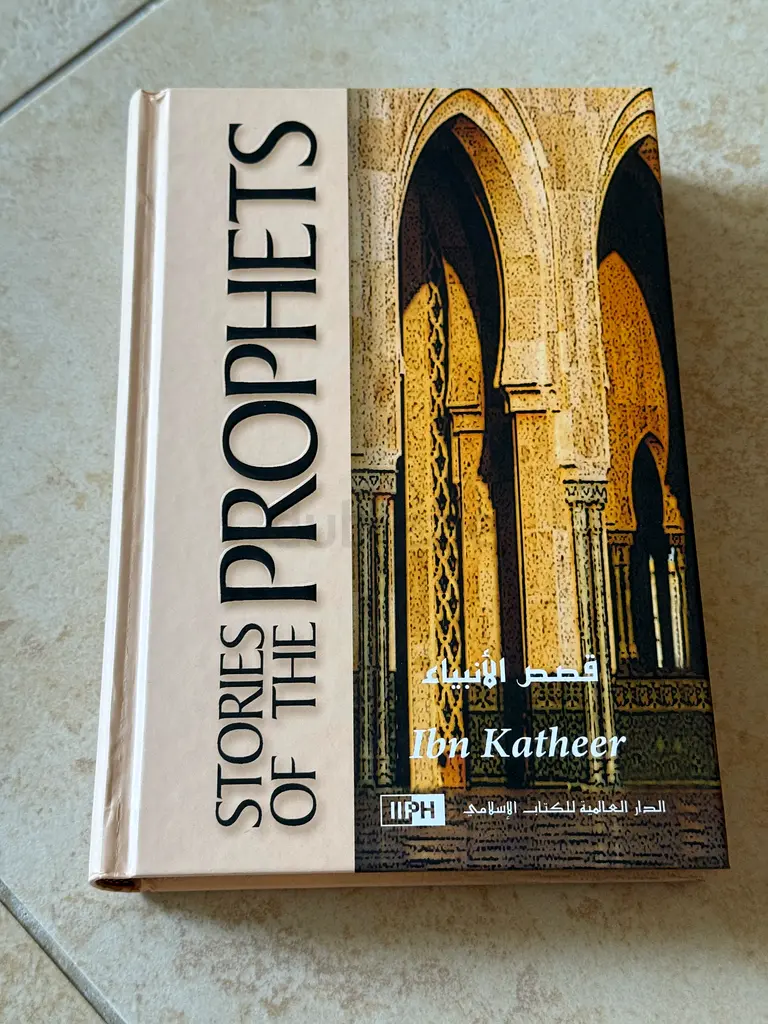 STORIES
OF THE
PROPHETS
قصص الأنبياء
Ibn Katheer
IIPH
الدار العالمية للكتاب الإسلامي